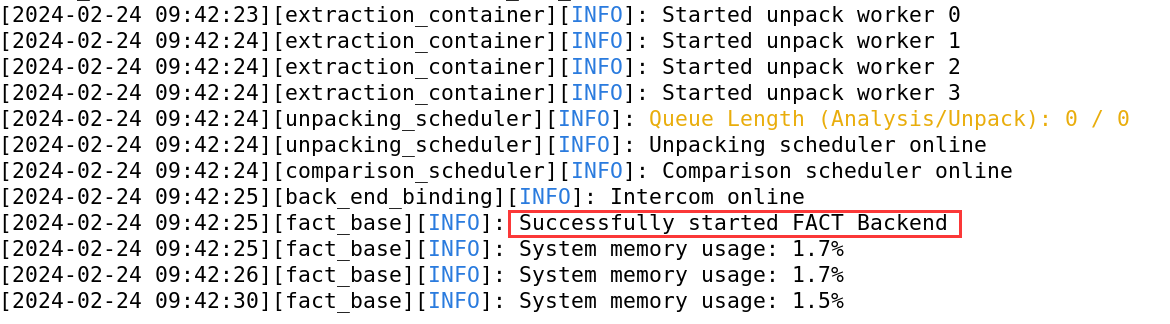 [2024-02-24 09:42:23][extraction_container][INFO]: Started unpack worker 0
[2024-02-24 09:42:24][extraction_container][INFO]: Started unpack worker 1
[2024-02-24 09:42:24][extraction_container][INFO]: Started unpack worker 2
[2024-02-24 09:42:24][extraction_container][INFO]: Started unpack worker 3
[2024-02-24 09:42:24][unpacking_scheduler][INFO]: Queue Length (Analysis/Unpack): 0 / 0
[2024-02-24 09:42:24][unpacking_scheduler][INFO]: Unpacking scheduler online
[2024-02-24 09:42:24][comparison_scheduler][INFO]: Comparison scheduler online
[2024-02-24 09:42:25][back_end_binding][INFO]: Intercom online
[2024-02-24 09:42:25][fact_base][INFO]: Successfully started FACT Backend
[2024-02-24 09:42:25][fact_base][INFO]: System memory usage: 1.7%
[2024-02-24 09:42:26][fact_base][INFO]: System memory usage: 1.7%
[2024-02-24 09:42:30][fact_base][INFO]: System memory usage: 1.5%